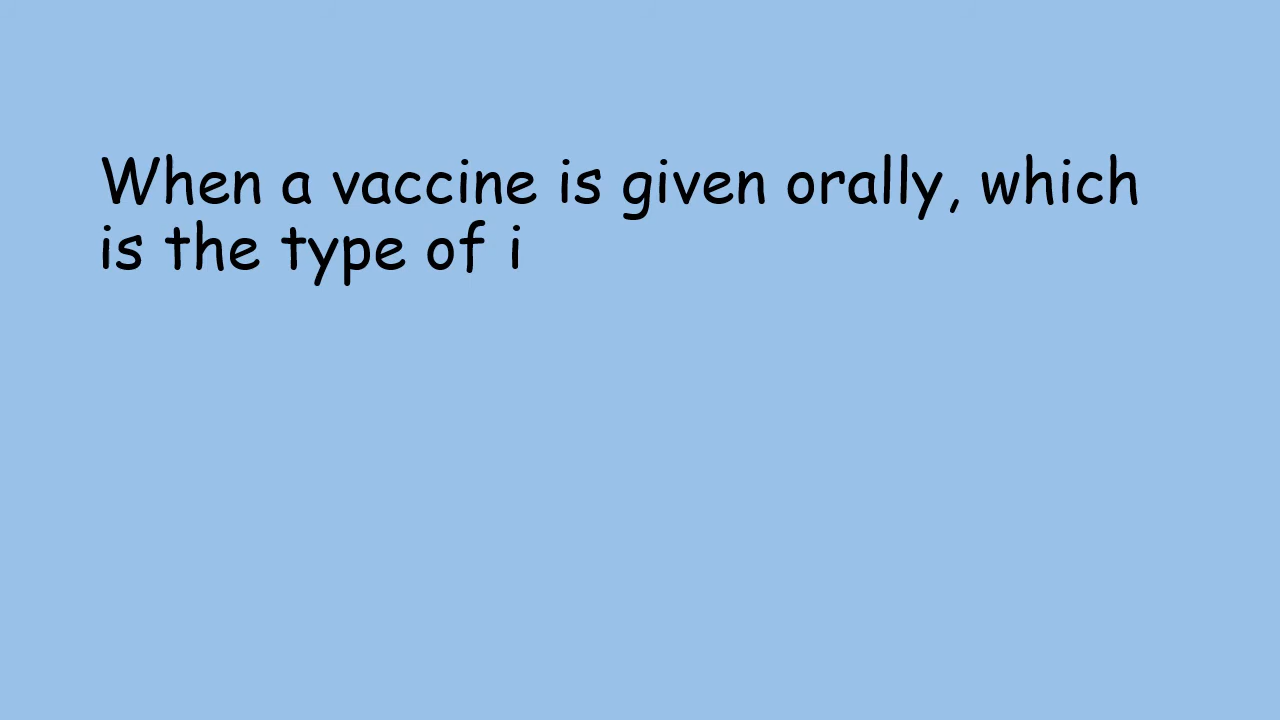 When a vaccine is given orally, which
is the type of i